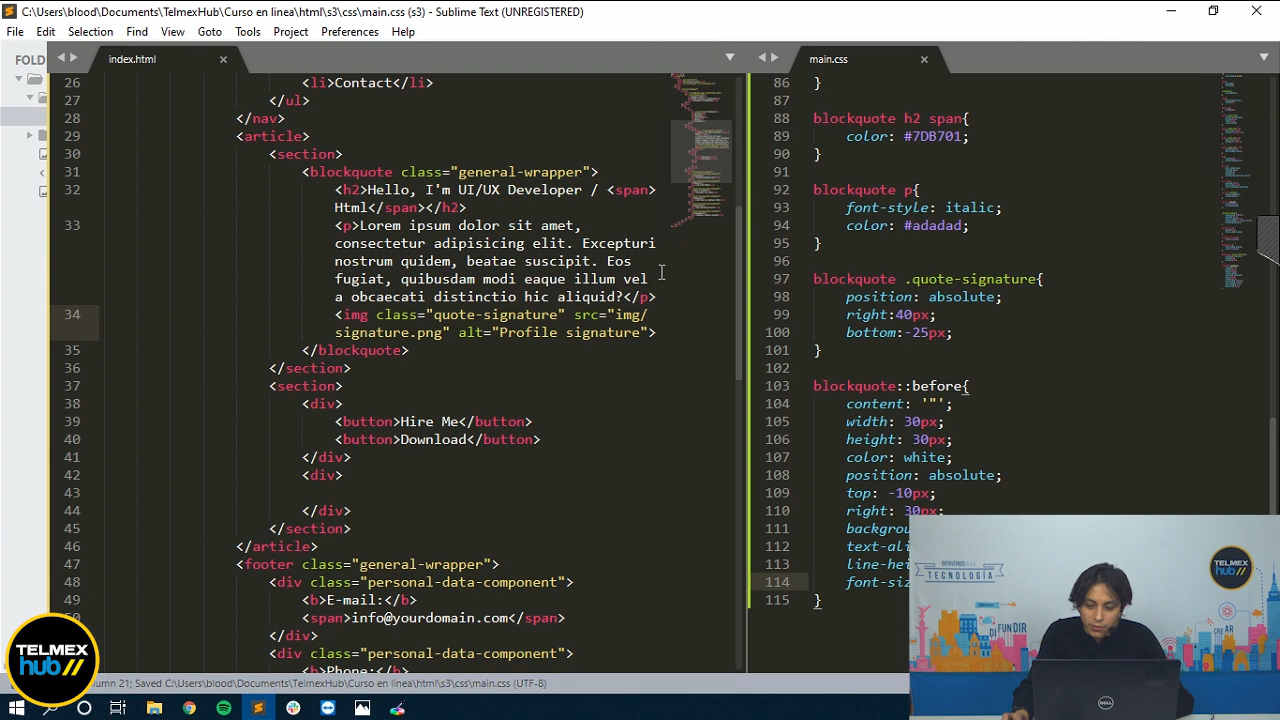 C:\Users\blood\Documents\TelmexHub\Curso en linea\html\s3\css\main.css (s3) - Sublime Text (UNREGISTERED)
File Edit Selection Find View Goto Tools Project Preferences Help
FOLD
index.html
26 <li>Contact</li>
27 </ul>
28 </nav>
29 <article>
30 <section>
31 <blockquote class="general-wrapper">
32 <h2>Hello, I'm UI/UX Developer / <span>
Html</span></h2>
33 <p>Lorem ipsum dolor sit amet,
consectetur adipisicing elit. Excepturi
nostrum quidem, beatae suscipit. Eos
fugiat, quibusdam modi eaque illum vel
a obcaecati distinctio hic aliquid?</p>
34 <img class="quote-signature" src="img/
signature.png" alt="Profile signature">
35 </blockquote>
36 </section>
37 <section>
38 <div>
39 <button>Hire Me</button>
40 <button>Download</button>
41 </div>
42 <div>
43
44 </div>
45 </section>
46 </article>
47 <footer class="general-wrapper">
48 <div class="personal-data-component">
49 <b>E-mail:</b>
<span>info@yourdomain.com</span>
</div>
<div class="personal-data-component">
<b>Phone:</b>
main.css
86 }
87
88 blockquote h2 span{
89 color: #7DB701;
90 }
91
92 blockquote p{
93 font-style: italic;
94 color: #adadad;
95 }
96
97 blockquote .quote-signature{
98 position: absolute;
99 right:40px;
100 bottom:-25px;
101 }
102
103 blockquote::before{
104 content: '"';
105 width: 30px;
106 height: 30px;
107 color: white;
108 position: absolute;
109 top: -10px;
110 right: 30px;
111 backgrou
112 text-ali
113 line-hei
114 font-siz
115 }
BIENVENIDO A LA
TECNOLOGÍA
TELMEX
hub
DIFUNDIR
CREAR
DELL
TELMEX
hub
Column 21; Saved C:\Users\blood\Documents\TelmexHub\Curso en linea\html\s3\css\main.css (UTF-8)